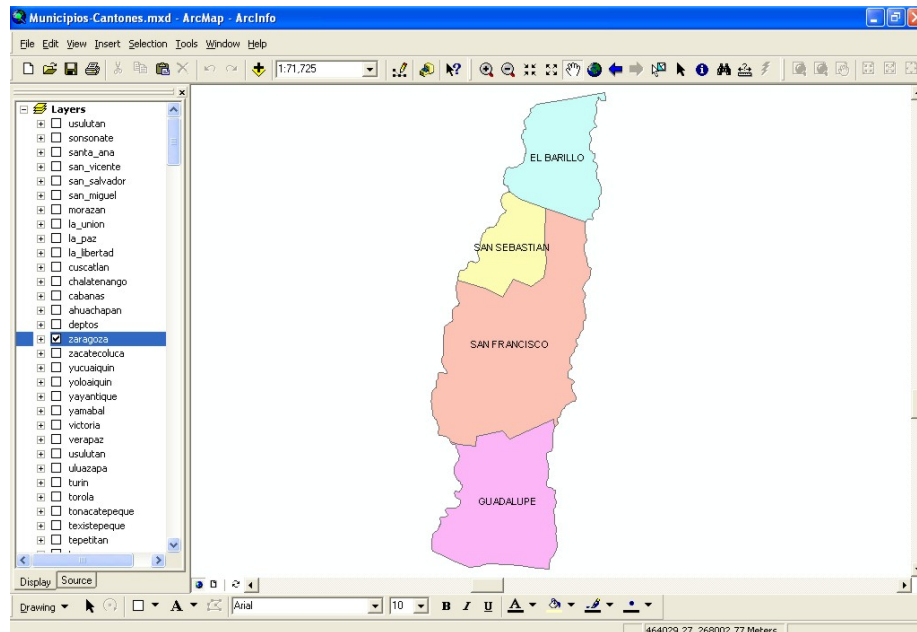 Municipios-Cantones.mxd - ArcMap - ArcInfo
File Edit View Insert Selection Tools Window Help
1:71,725
Layers
usulutan
sonsonate
santa_ana
san_vicente
san_salvador
san_miguel
morazan
la_union
la_paz
la_libertad
cuscatlan
chalatenango
cabanas
ahuachapan
deptos
zaragoza
zacatecoluca
yucuaiquin
yoloaiquin
yayantique
yamabal
victoria
verapaz
usulutan
uluazapa
turin
torola
tonacatepeque
texistepeque
tepetitan
EL BARILLO
SAN SEBASTIAN
SAN FRANCISCO
GUADALUPE
Display Source
Drawing A Arial 10 B I U A
464029.27 268002.77 Meters